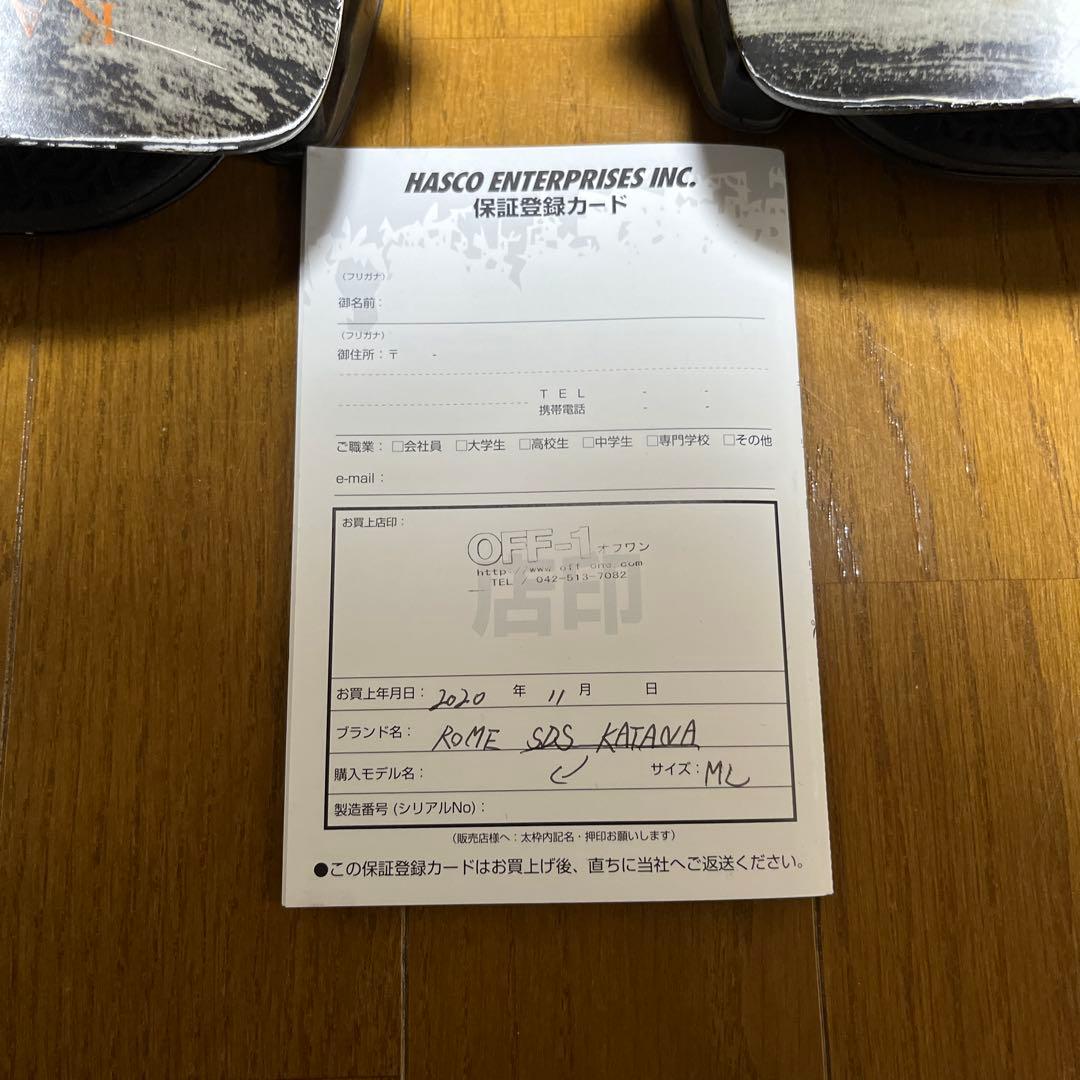 HASCO ENTERPRISES INC.
保証登録カード
(フリガナ)
御名前：
(フリガナ)
御住所：〒 -
TEL - -
携帯電話 - -
ご職業： □会社員 □大学生 □高校生 □中学生 □専門学校 □その他
e-mail：
お買上店印：
OFF-1 オフワン
店印
http://www.off-one.com
TEL / 042-513-7082
お買上年月日： 2020 年 11 月 日
ブランド名： ROME SDS KATANA
購入モデル名： サイズ： ML
製造番号 (シリアルNo)：
(販売店様へ：太枠内記名・押印お願いします)
●この保証登録カードはお買上げ後、直ちに当社へご返送ください。